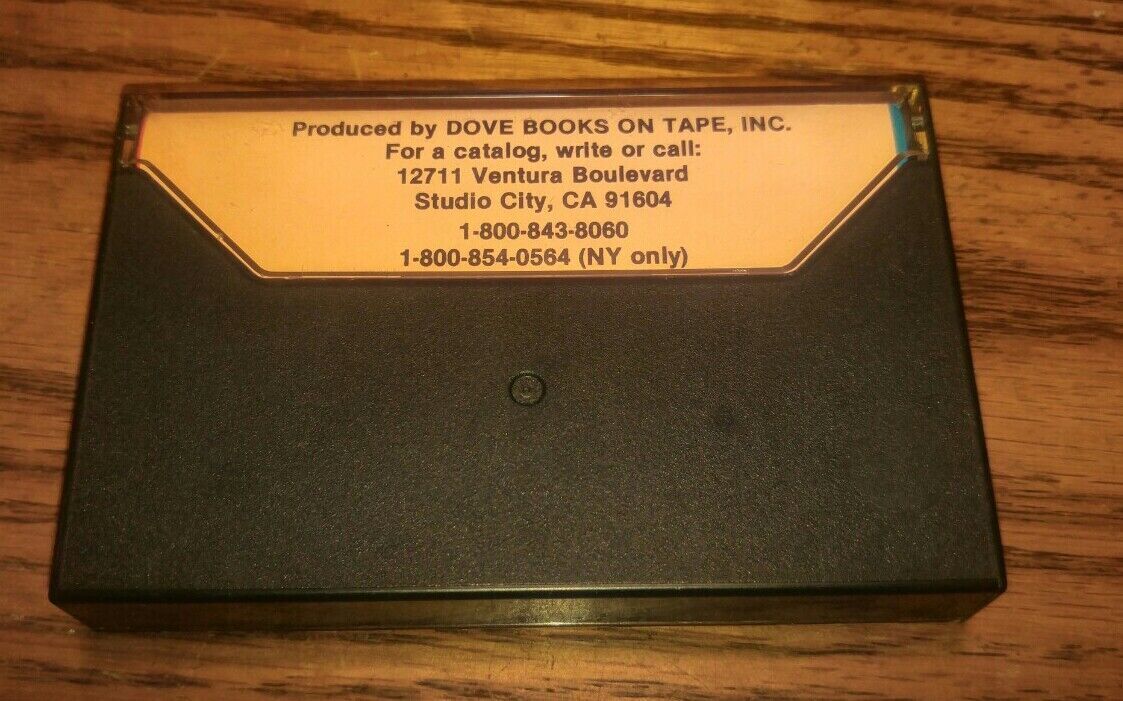 Produced by DOVE BOOKS ON TAPE, INC.
For a catalog, write or call:
12711 Ventura Boulevard
Studio City, CA 91604
1-800-843-8060
1-800-854-0564 (NY only)